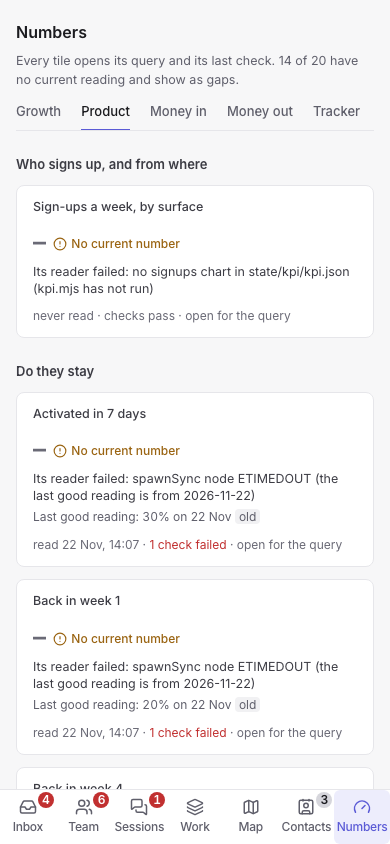 Numbers
Every tile opens its query and its last check. 14 of 20 have
no current reading and show as gaps.
Growth Product Money in Money out Tracker
Who signs up, and from where
Sign-ups a week, by surface
— No current number
Its reader failed: no signups chart in state/kpi/kpi.json
(kpi.mjs has not run)
never read · checks pass · open for the query
Do they stay
Activated in 7 days
— No current number
Its reader failed: spawnSync node ETIMEDOUT (the
last good reading is from 2026-11-22)
Last good reading: 30% on 22 Nov old
read 22 Nov, 14:07 · 1 check failed · open for the query
Back in week 1
— No current number
Its reader failed: spawnSync node ETIMEDOUT (the
last good reading is from 2026-11-22)
Last good reading: 20% on 22 Nov old
read 22 Nov, 14:07 · 1 check failed · open for the query
Back in week 4
4 6 1 3
Inbox Team Sessions Work Map Contacts Numbers